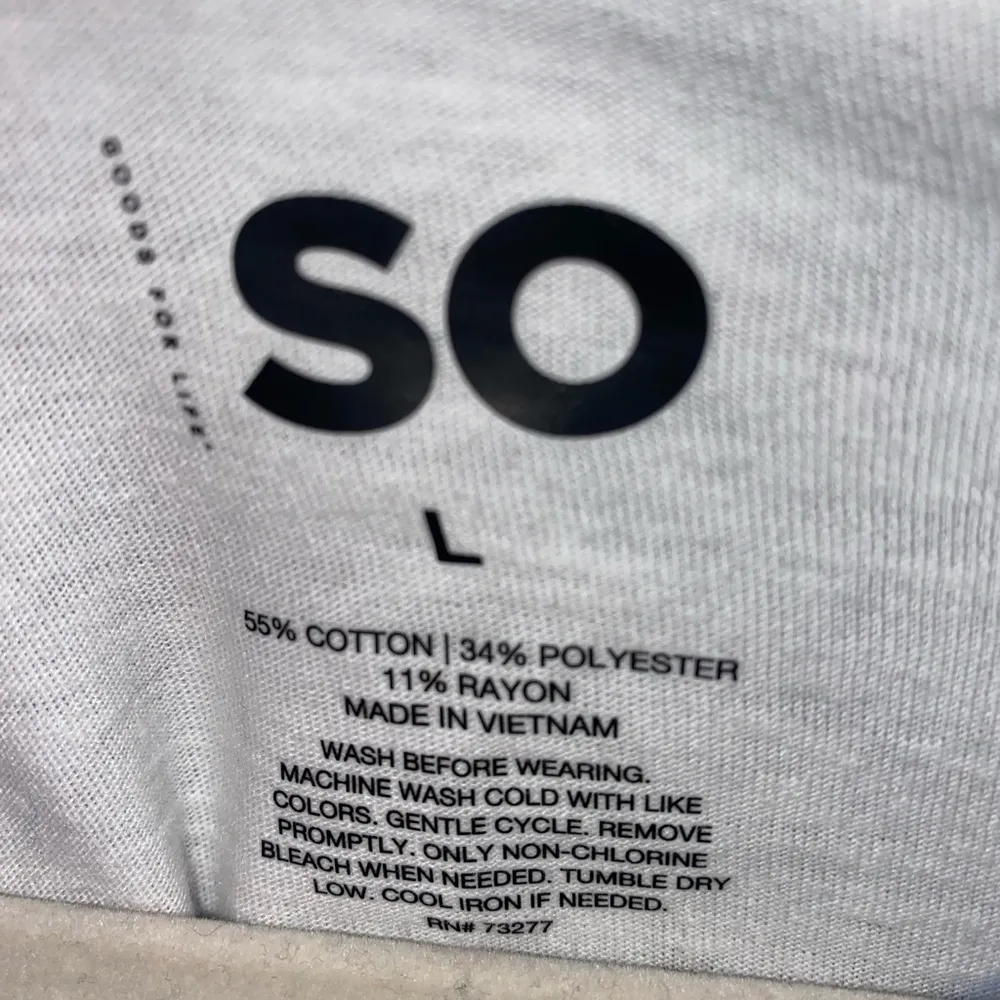 GOODS FOR LIFE
SO
L
55% COTTON | 34% POLYESTER
11% RAYON
MADE IN VIETNAM
WASH BEFORE WEARING.
MACHINE WASH COLD WITH LIKE
COLORS. GENTLE CYCLE. REMOVE
PROMPTLY. ONLY NON-CHLORINE
BLEACH WHEN NEEDED. TUMBLE DRY
LOW. COOL IRON IF NEEDED.
RN# 73277